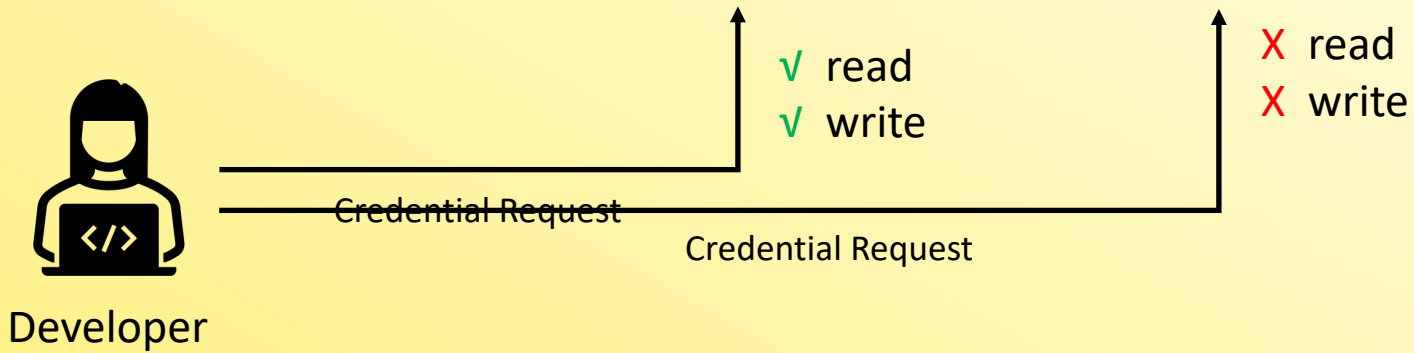 √ read
√ write
X read
X write
Credential Request
Credential Request
</>
Developer